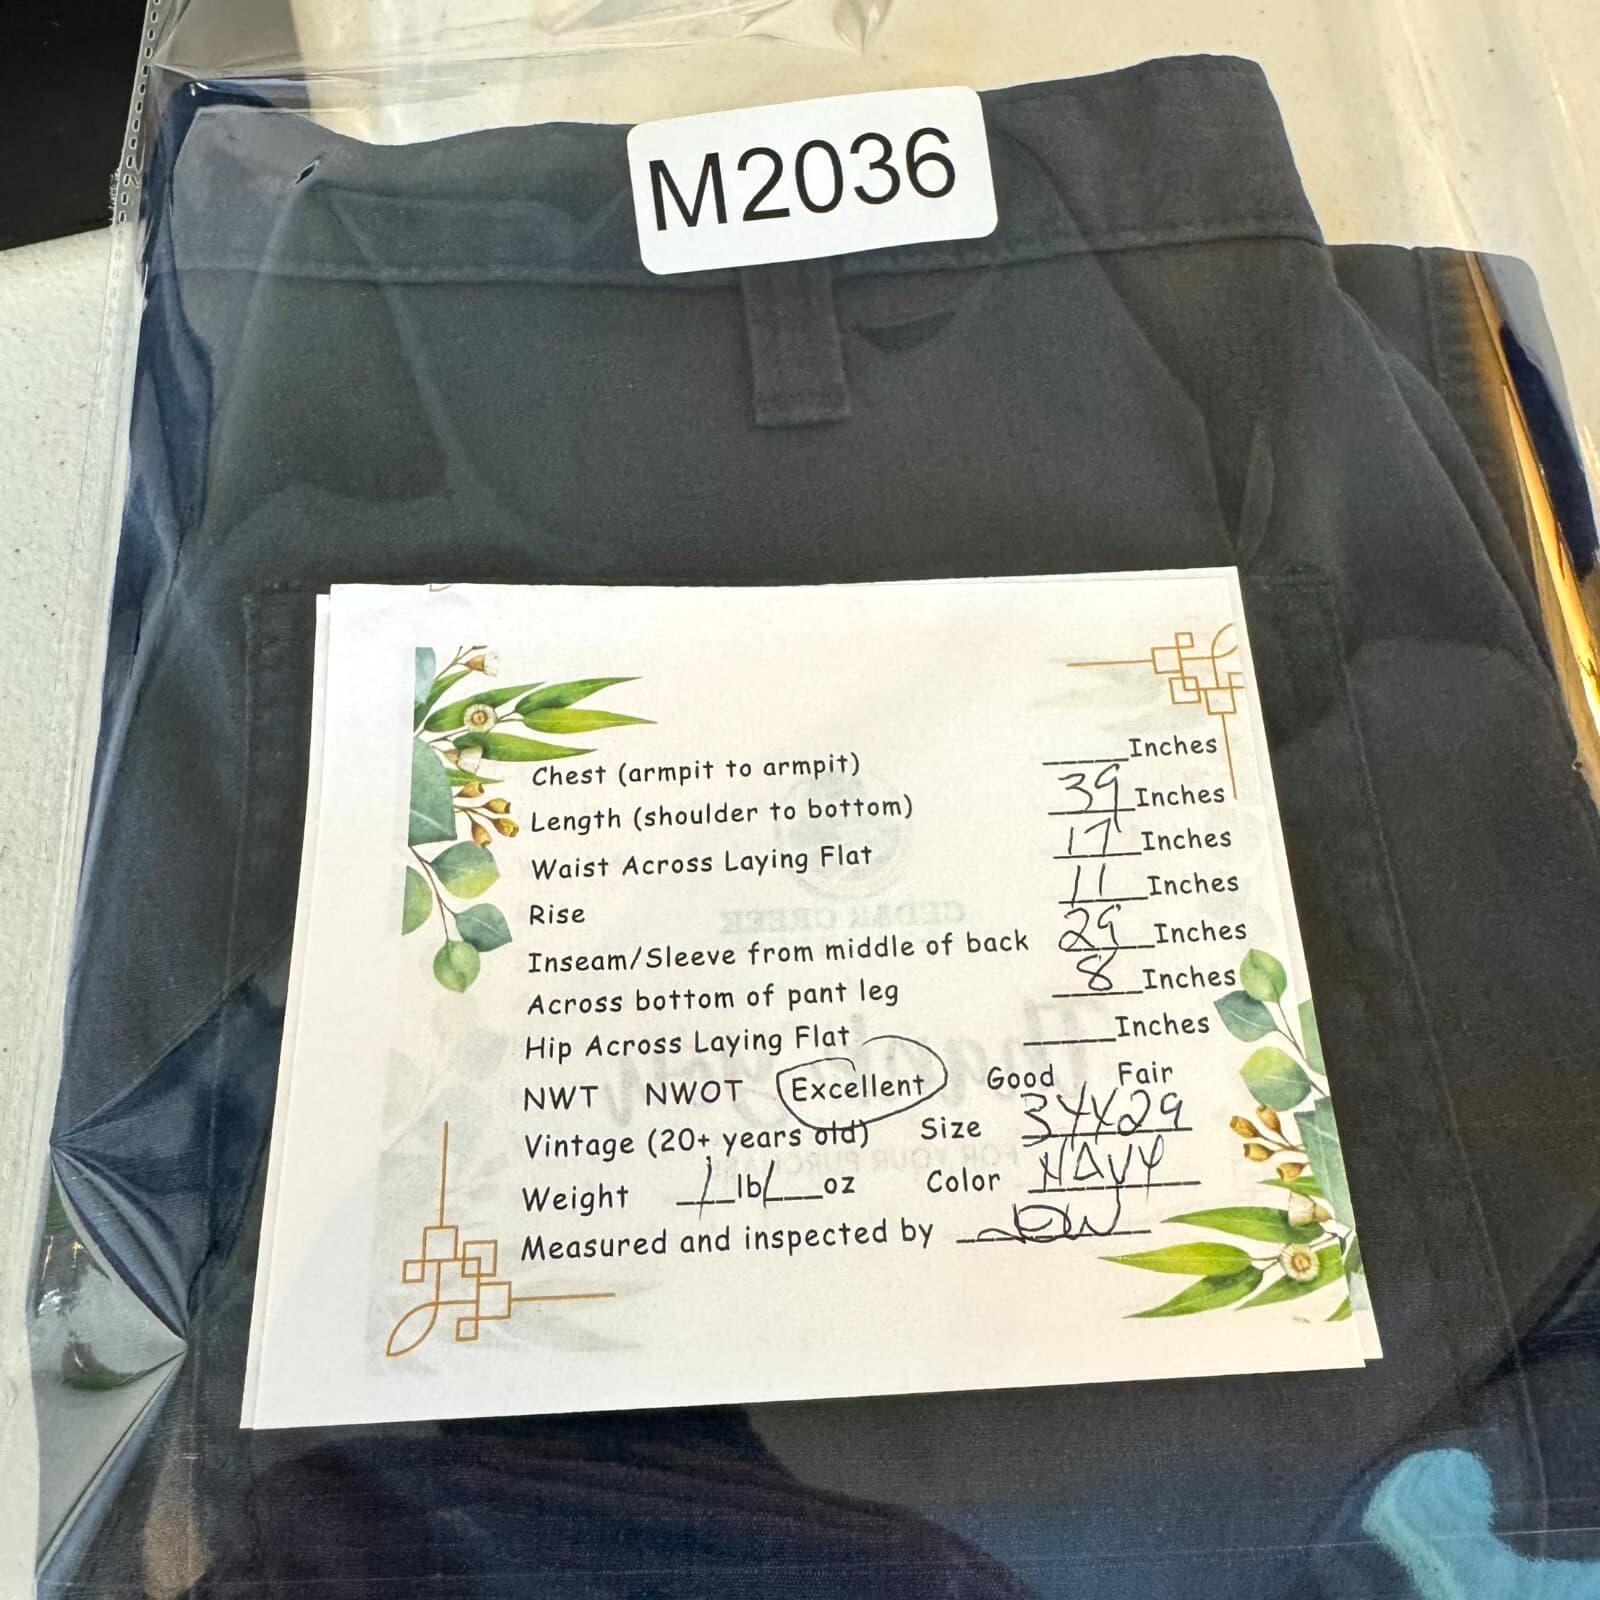 M2036
Chest (armpit to armpit) _____Inches
Length (shoulder to bottom) 39 Inches
Waist Across Laying Flat 17 Inches
Rise 11 Inches
Inseam/Sleeve from middle of back 29 Inches
Across bottom of pant leg 8 Inches
Hip Across Laying Flat _____Inches
NWT NWOT Excellent Good Fair
Vintage (20+ years old) Size 34X29
Weight 1 lb/___oz Color NAVY
Measured and inspected by